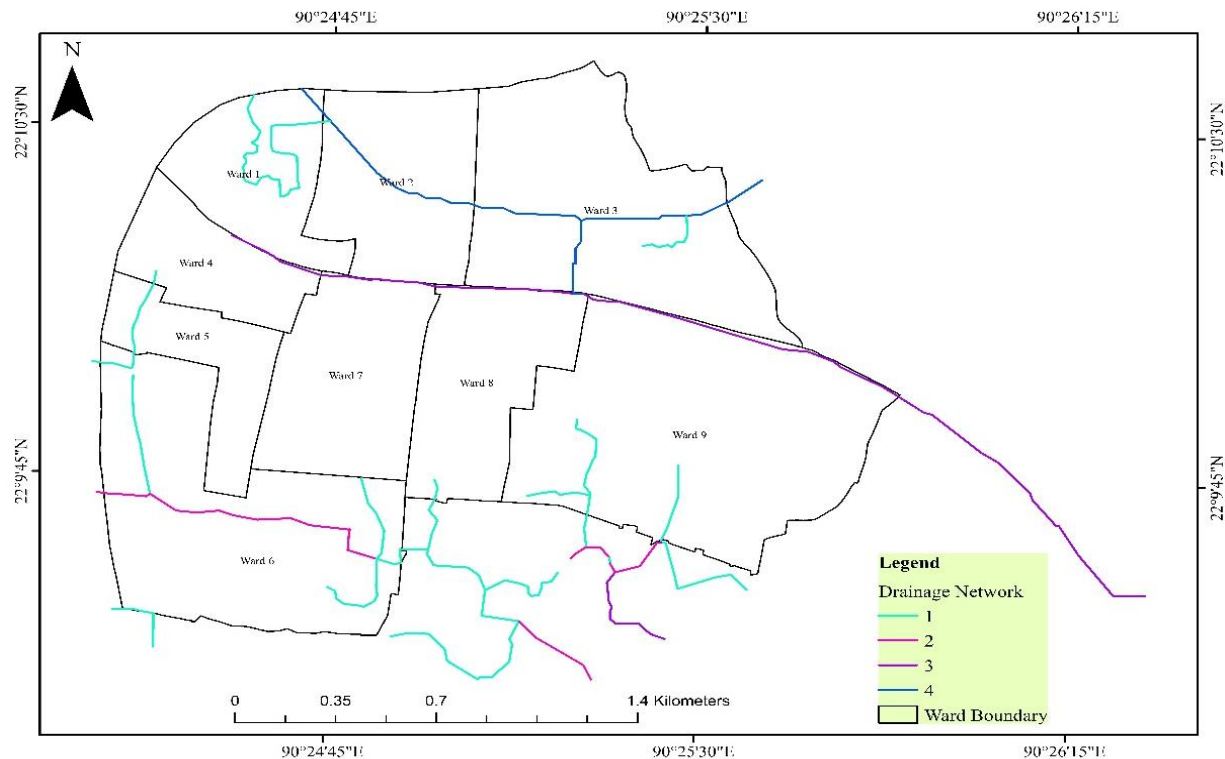 90°24'45"E
90°25'30"E
90°26'15"E
N
22°10'30"N
22°10'30"N
Ward 1
Ward 2
Ward 3
Ward 4
Ward 5
Ward 7
Ward 8
Ward 9
22°9'45"N
22°9'45"N
Ward 6
Legend
Drainage Network
1
2
3
4
Ward Boundary
0 0.35 0.7 1.4 Kilometers
90°24'45"E
90°25'30"E
90°26'15"E